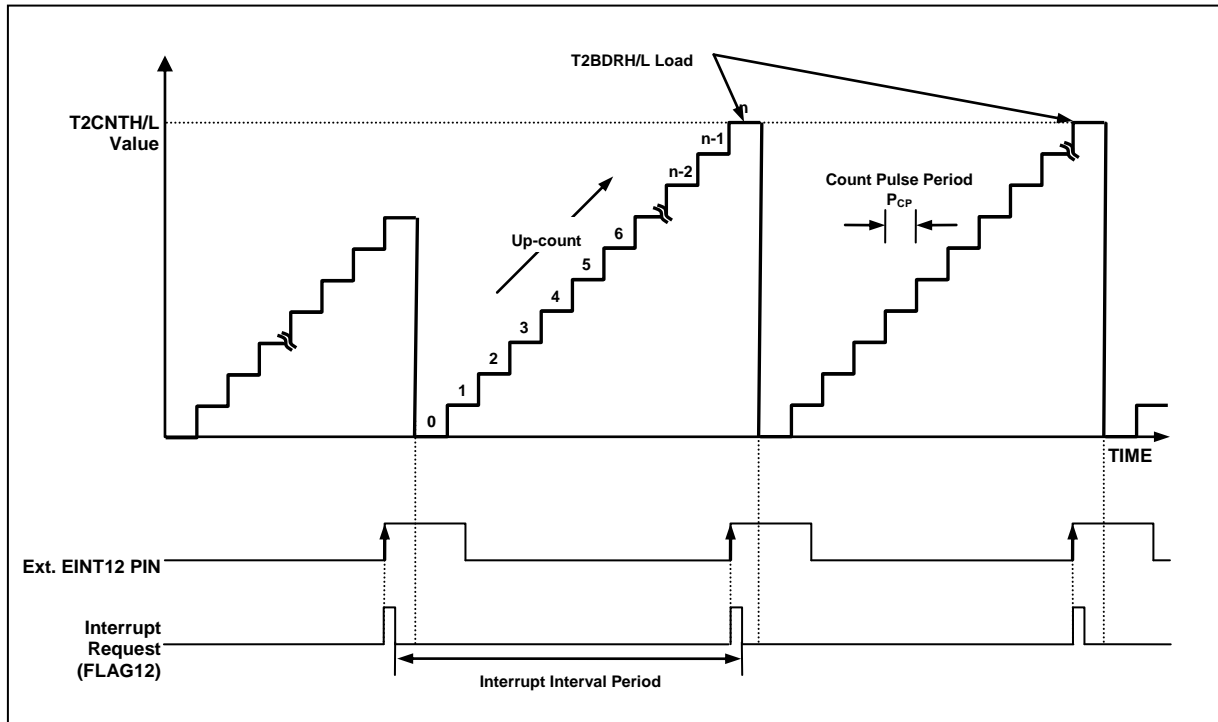 T2BDRH/L Load
T2CNTH/L
Value
n
n-1
n-2
Count Pulse Period
PCP
Up-count
6
5
4
3
2
1
0
TIME
Ext. EINT12 PIN
Interrupt
Request
(FLAG12)
Interrupt Interval Period